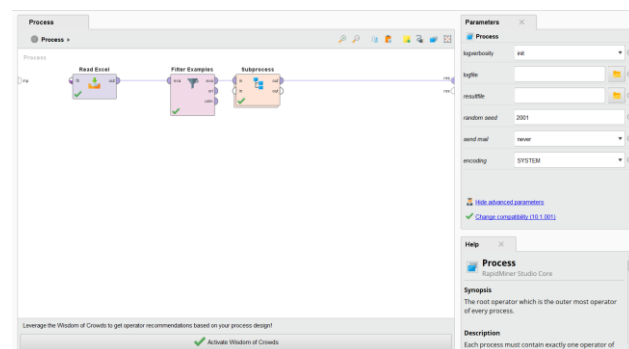 Process
Process
Process
Read Excel
Filter Examples
Subprocess
inp
out
exa
exa
ori
unm
in
in
out
out
res
res
Leverage the Wisdom of Crowds to get operator recommendations based on your process design!
Activate Wisdom of Crowds
Parameters
Process
logverbosity
init
logfile
resultfile
random seed
2001
send mail
never
encoding
SYSTEM
Hide advanced parameters
Change compatibility (10.1.001)
Help
Process
RapidMiner Studio Core
Synopsis
The root operator which is the outer most operator
of every process.
Description
Each process must contain exactly one operator of